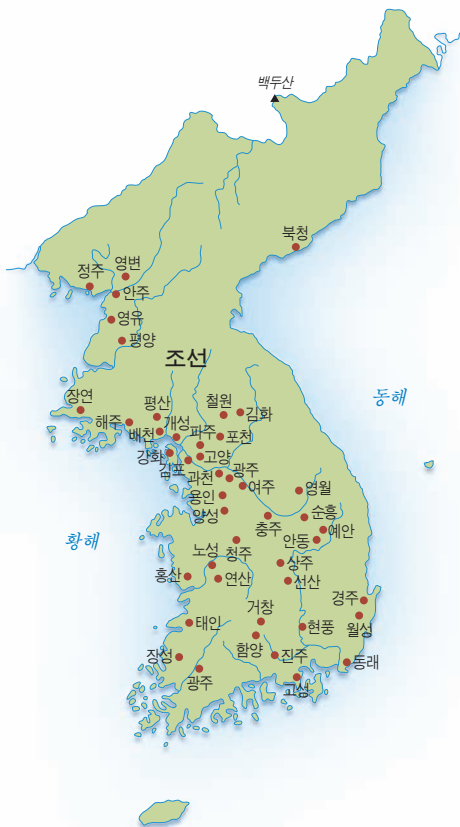 백두산
북청
영변
정주
안주
영유
평양
조선
장연
동해
평산
철원
김화
해주
개성
배천
파주
포천
강화
고양
김포
광주
과천
여주
용인
영월
양성
순흥
충주
예안
황해
안동
노성
청주
상주
홍산
연산
선산
경주
거창
태인
현풍
월성
함양
장성
진주
동래
광주
고성